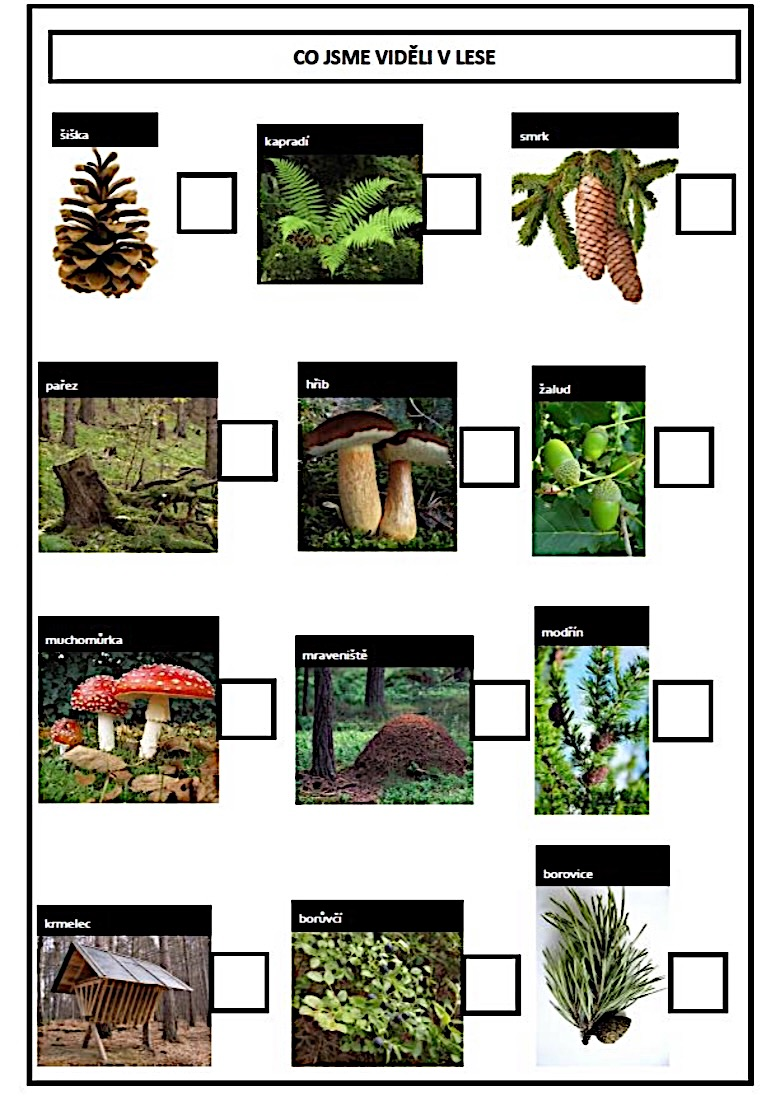 CO JSME VIDĚLI V LESE
šiška
kapradí
smrk
pařez
hřib
žalud
muchomůrka
mraveniště
modřín
krmelec
borůvčí
borovice